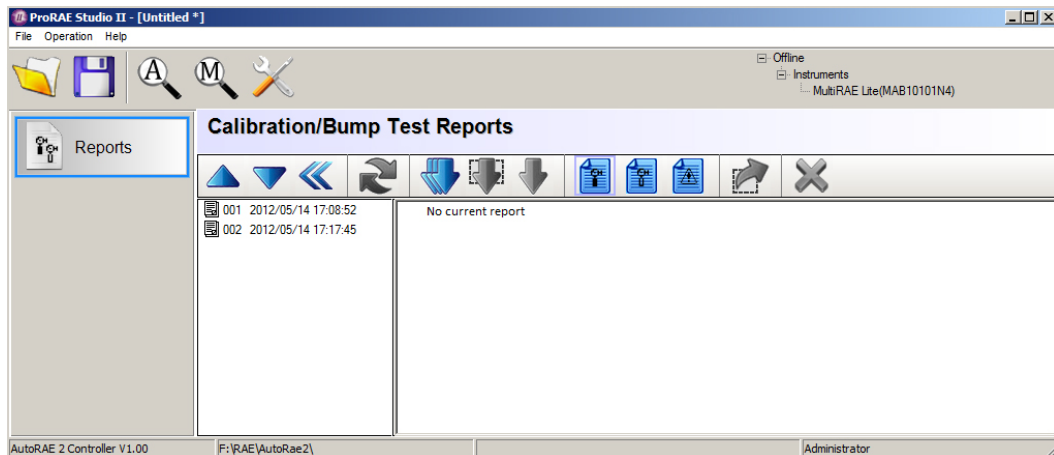 ProRAE Studio II - [Untitled *]
File Operation Help
A M
Offline
Instruments
MultiRAE Lite(MAB10101N4)
Reports
Calibration/Bump Test Reports
001 2012/05/14 17:08:52
002 2012/05/14 17:17:45
No current report
AutoRAE 2 Controller V1.00 F:\RAE\AutoRae2\ Administrator